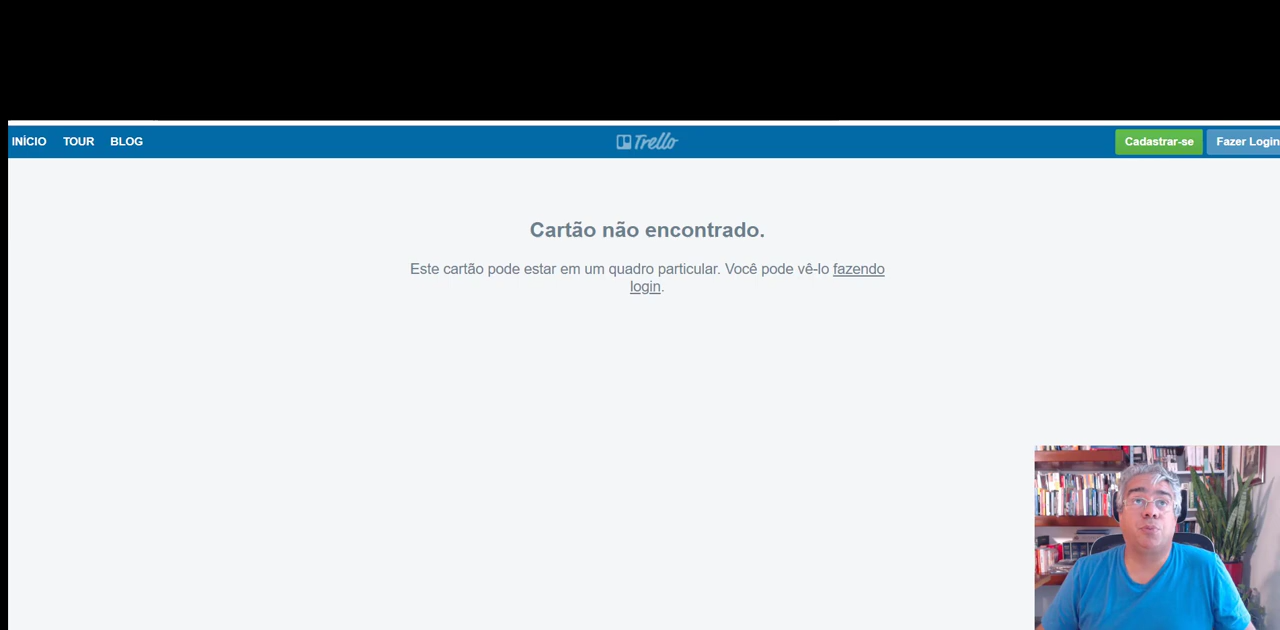 INÍCIO TOUR BLOG Trello Cadastrar-se Fazer Login
Cartão não encontrado.
Este cartão pode estar em um quadro particular. Você pode vê-lo fazendo
login.